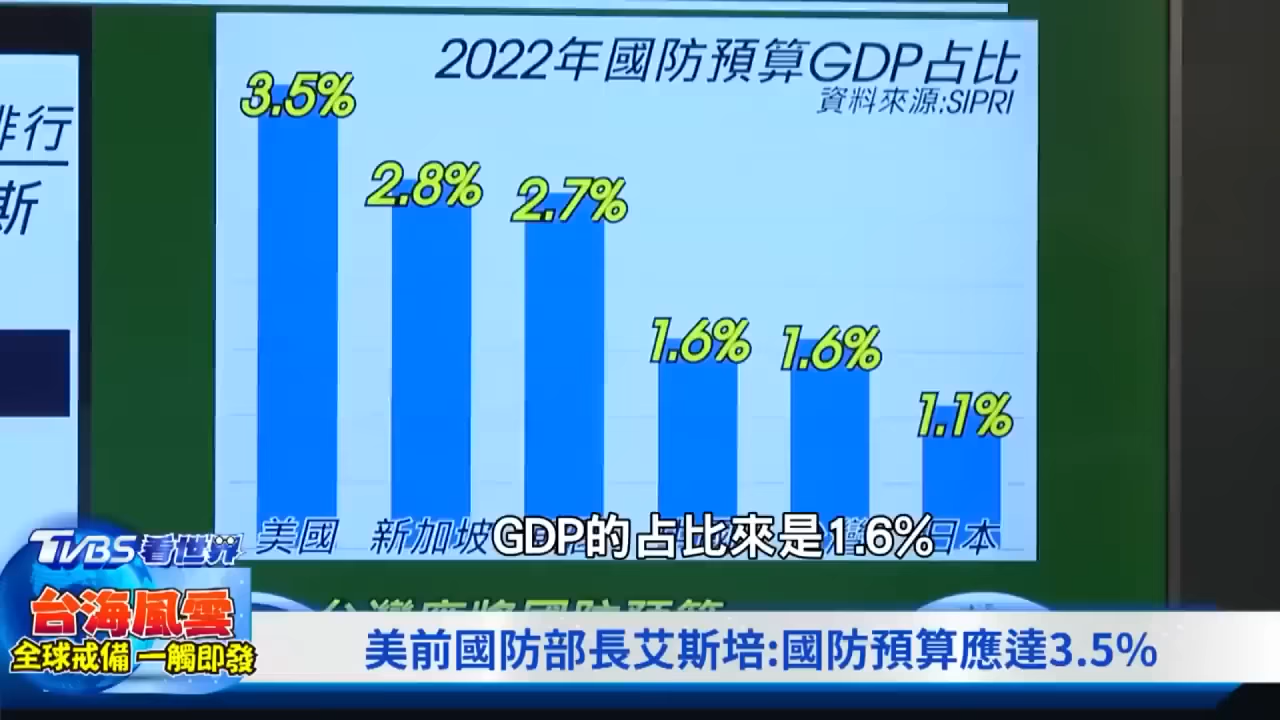 2022年國防預算GDP占比
資料來源:SIPRI
排行
斯
3.5%
2.8%
2.7%
1.6%
1.6%
1.1%
美國
新加坡
日本
GDP的占比來是1.6%
TVBS看世界
台海風雲
全球戒備 一觸即發
美前國防部長艾斯培:國防預算應達3.5%